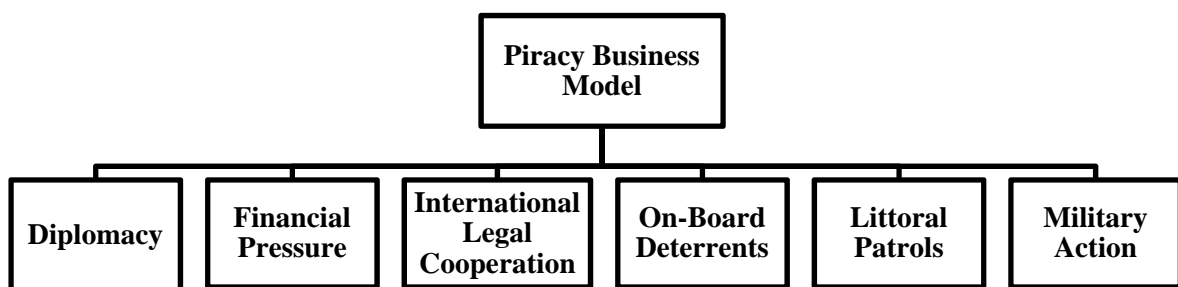 Piracy Business
Model
Diplomacy
Financial
Pressure
International
Legal
Cooperation
On-Board
Deterrents
Littoral
Patrols
Military
Action